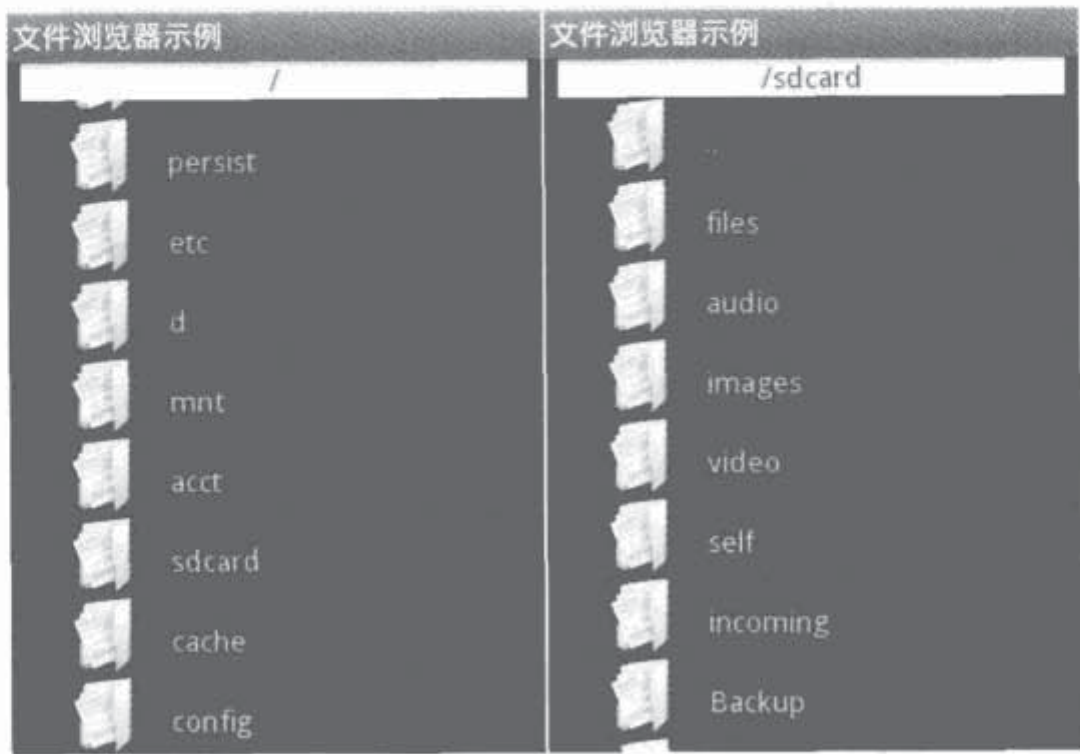 文件浏览器示例
/
persist
etc
d
mnt
acct
sdcard
cache
config
文件浏览器示例
/sdcard
..
files
audio
images
video
self
incoming
Backup